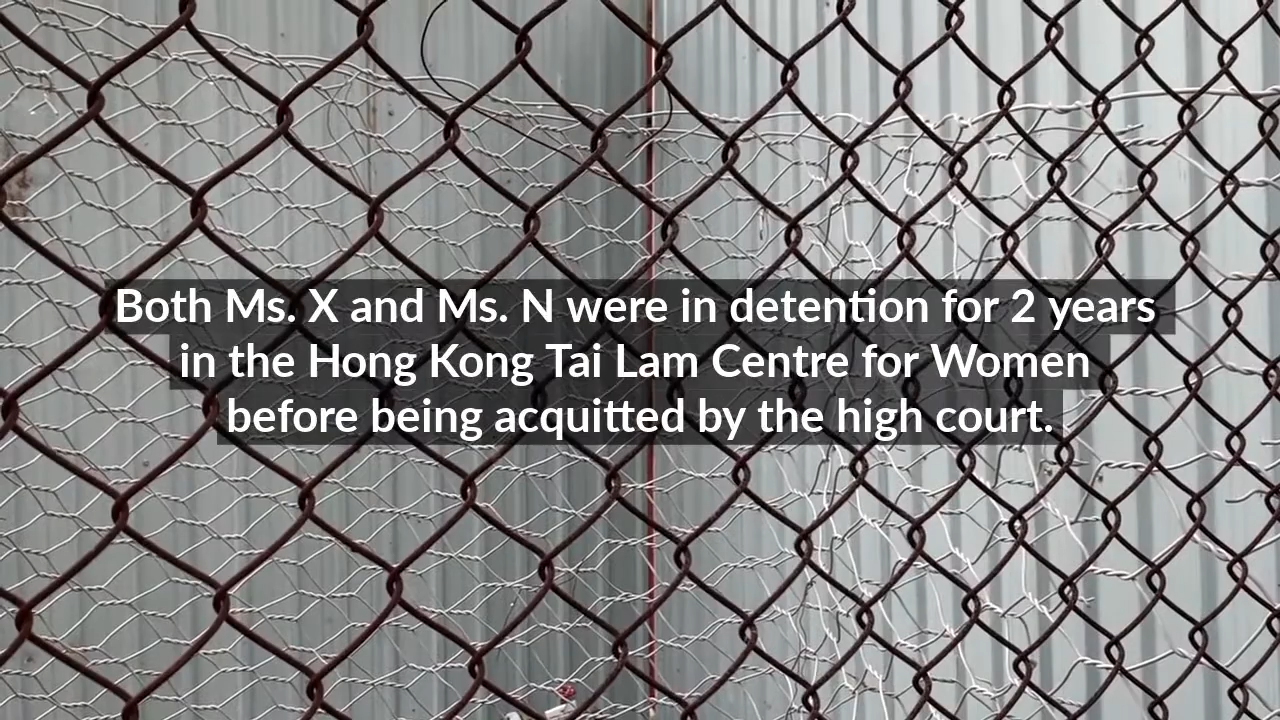 Both Ms. X and Ms. N were in detention for 2 years
in the Hong Kong Tai Lam Centre for Women
before being acquitted by the high court.